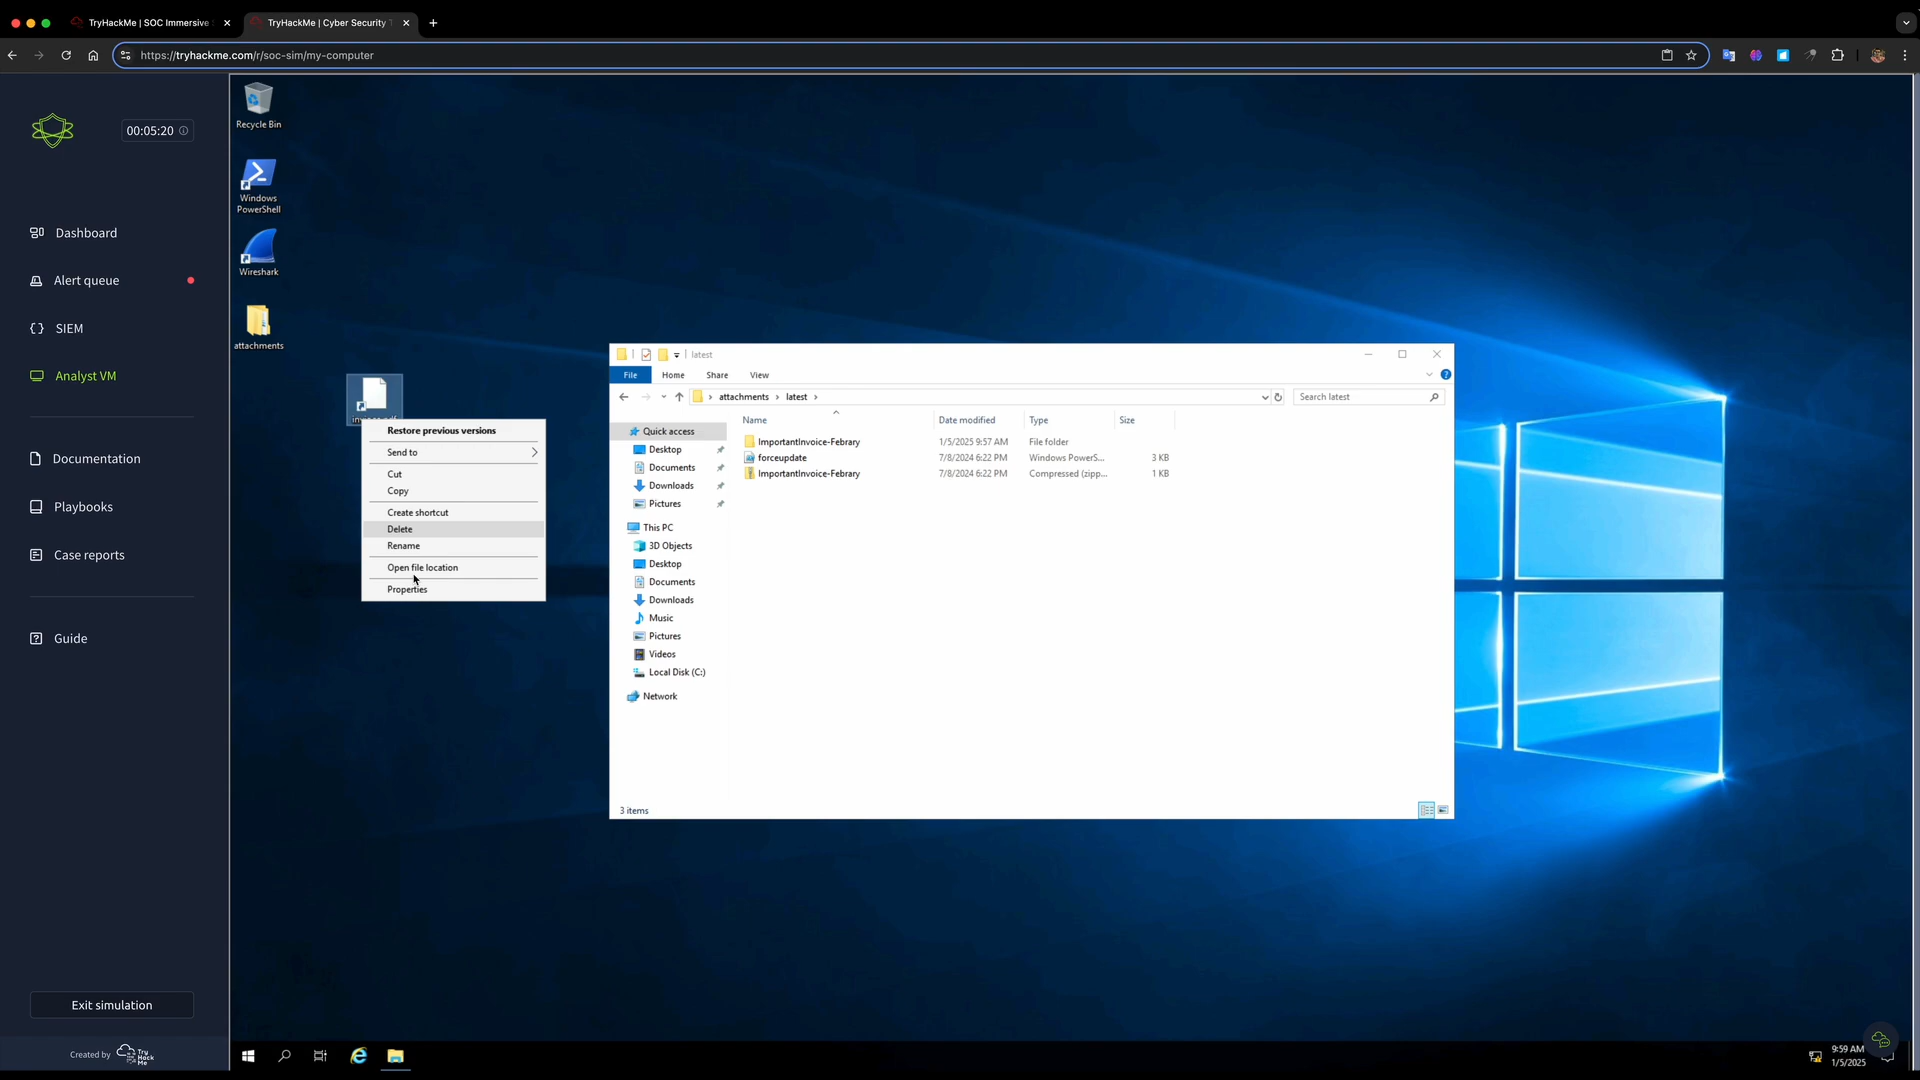 TryHackMe | SOC Immersive
TryHackMe | Cyber Security T
https://tryhackme.com/r/soc-sim/my-computer
00:05:20
Dashboard
Alert queue
SIEM
Analyst VM
Documentation
Playbooks
Case reports
Guide
Exit simulation
Created by
Try
Hack
Me
Recycle Bin
Windows
PowerShell
Wireshark
attachments
Restore previous versions
Send to
Cut
Copy
Create shortcut
Delete
Rename
Open file location
Properties
latest
File
Home
Share
View
attachments
latest
Search latest
Name
Date modified
Type
Size
Quick access
Desktop
Documents
Downloads
Pictures
This PC
3D Objects
Desktop
Documents
Downloads
Music
Pictures
Videos
Local Disk (C:)
Network
ImportantInvoice-Febrary
1/5/2025 9:57 AM
File folder
forceupdate
7/8/2024 6:22 PM
Windows PowerS...
3 KB
ImportantInvoice-Febrary
7/8/2024 6:22 PM
Compressed (zipp...
1 KB
3 items
9:59 AM
1/5/2025